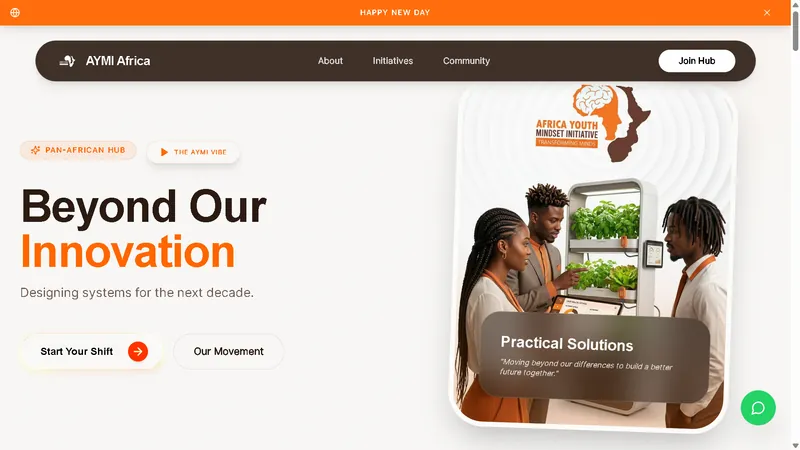 HAPPY NEW DAY
AYMI Africa
About
Initiatives
Community
Join Hub
PAN-AFRICAN HUB
THE AYMI VIBE
Beyond Our
Innovation
Designing systems for the next decade.
Start Your Shift
Our Movement
AFRICA YOUTH
MINDSET INITIATIVE
TRANSFORMING MINDS
Practical Solutions
"Moving beyond our differences to build a better
future together."